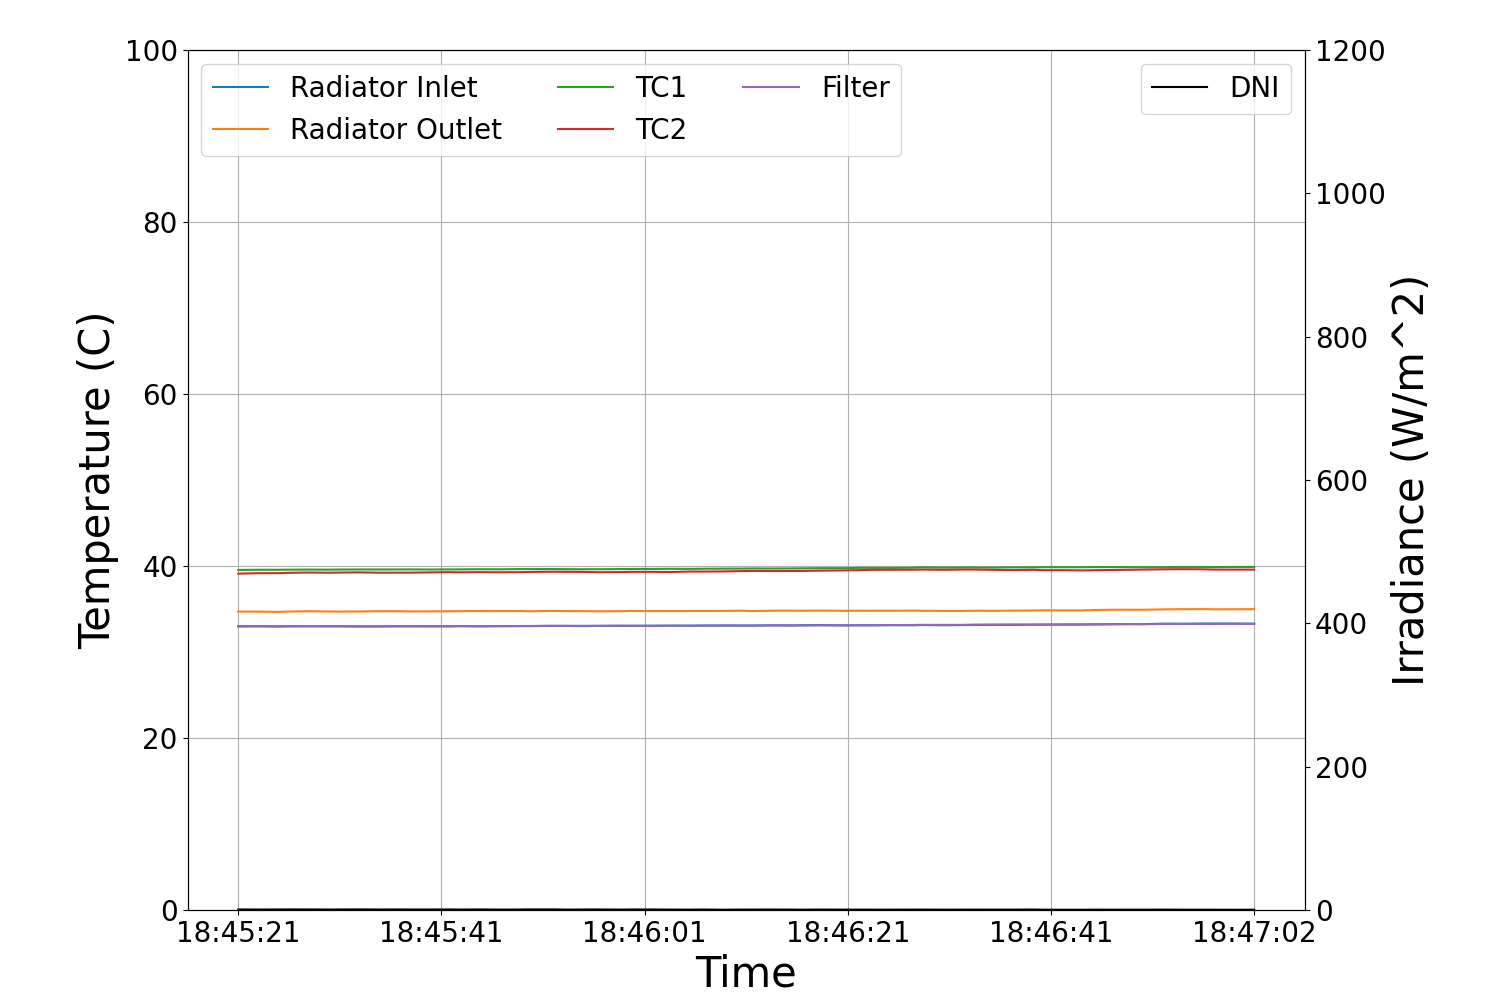 100
80
60
40
20
0
Temperature (C)
Radiator Inlet
Radiator Outlet
TC1
TC2
Filter
DNI
1200
1000
800
600
400
200
0
Irradiance (W/m^2)
18:45:21 18:45:41 18:46:01 18:46:21 18:46:41 18:47:02
Time